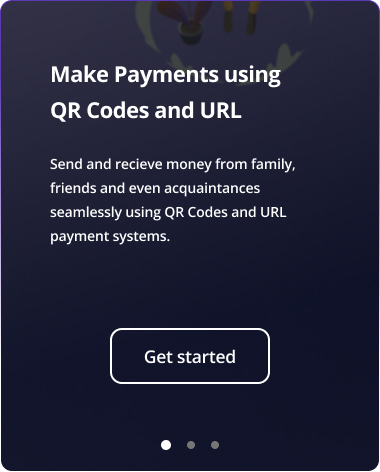 Make Payments using
QR Codes and URL
Send and recieve money from family,
friends and even acquaintances
seamlessly using QR Codes and URL
payment systems.
Get started